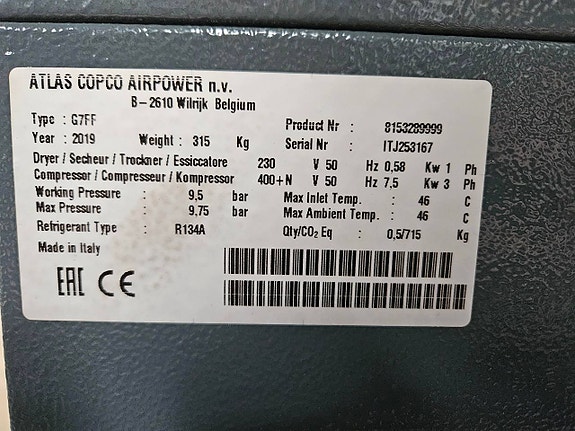 ATLAS COPCO AIRPOWER n.v.
B-2610 Wilrijk Belgium
Type : G7FF Product Nr : 8153289999
Year : 2019 Weight : 315 Kg Serial Nr : ITJ253167
Dryer / Secheur / Trockner / Essiccatore 230 V 50 Hz 0,58 Kw 1 Ph
Compressor / Compresseur / Kompressor 400+N V 50 Hz 7,5 Kw 3 Ph
Working Pressure : 9,5 bar Max Inlet Temp. : 46 C
Max Pressure : 9,75 bar Max Ambient Temp. : 46 C
Refrigerant Type : R134A Qty/CO₂ Eq : 0,5/715 Kg
Made in Italy
EAC CE